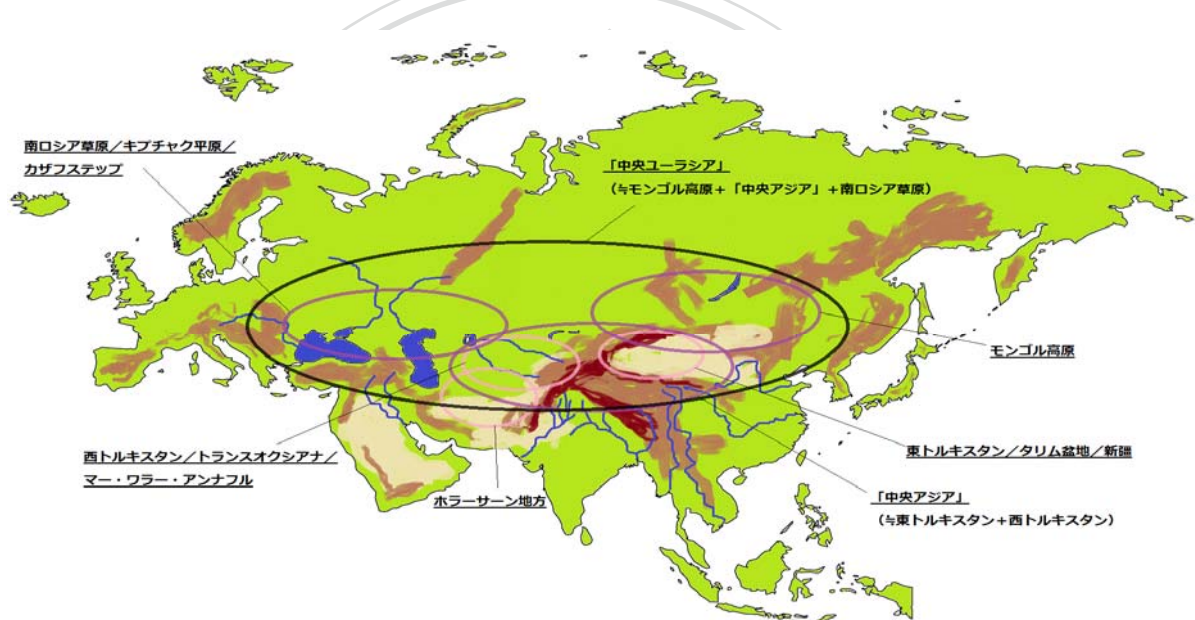 南ロシア草原/キプチャク平原/
カザフステップ
「中央ユーラシア」
(≒モンゴル高原+「中央アジア」+南ロシア草原)
モンゴル高原
西トルキスタン/トランスオクシアナ/
マー・ワラー・アンナフル
ホラーサーン地方
東トルキスタン/タリム盆地/新疆
「中央アジア」
(≒東トルキスタン+西トルキスタン)